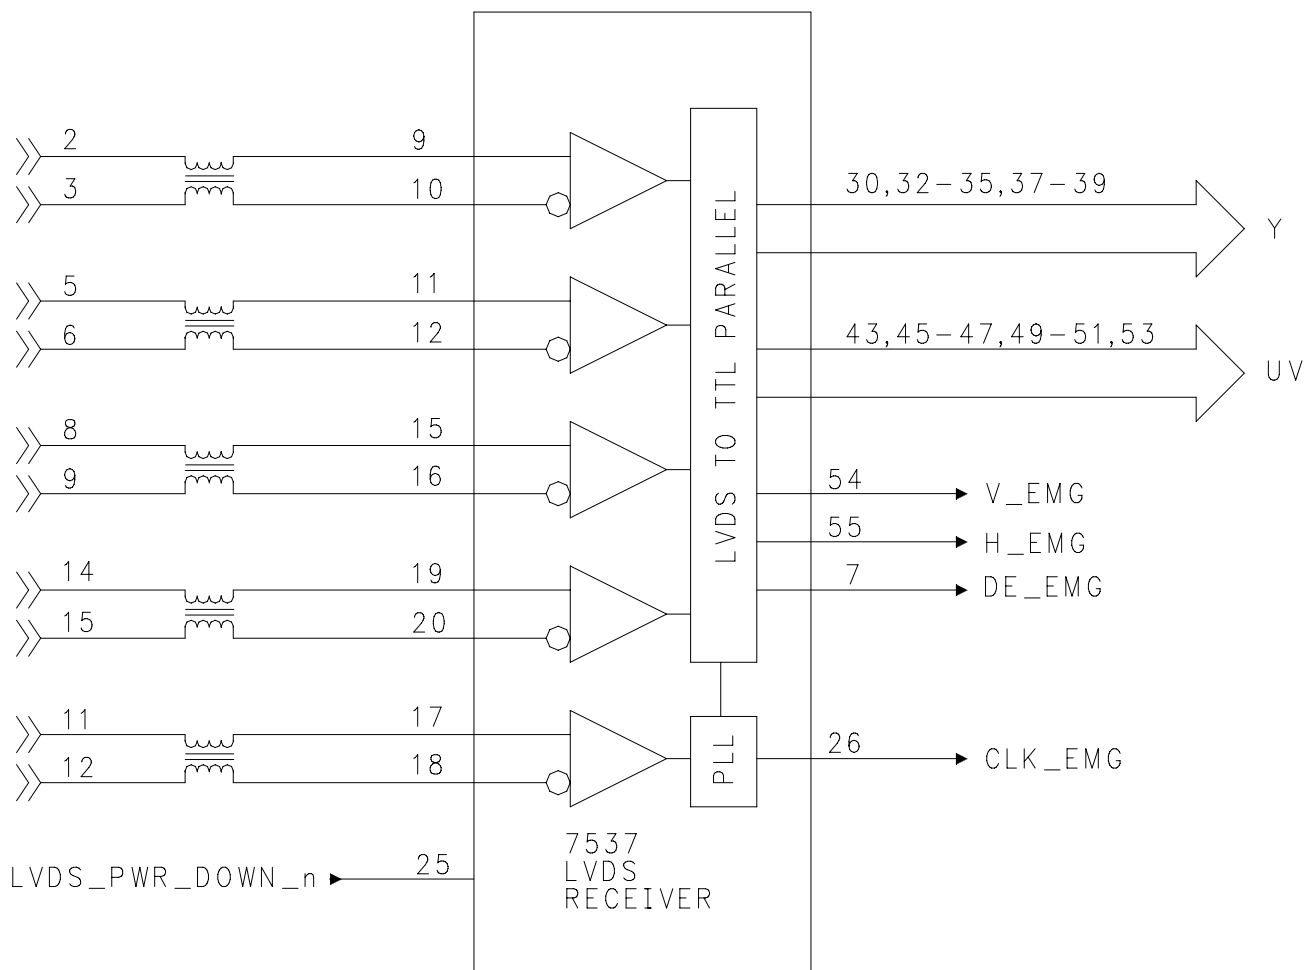 2 9
3 10
30,32-35,37-39
Y
5 11
6 12
43,45-47,49-51,53
UV
8 15
9 16
LVDS TO TTL PARALLEL
54 V_EMG
55 H_EMG
7 DE_EMG
14 19
15 20
11 17
12 18
PLL
26 CLK_EMG
7537
LVDS
RECEIVER
LVDS_PWR_DOWN_n 25